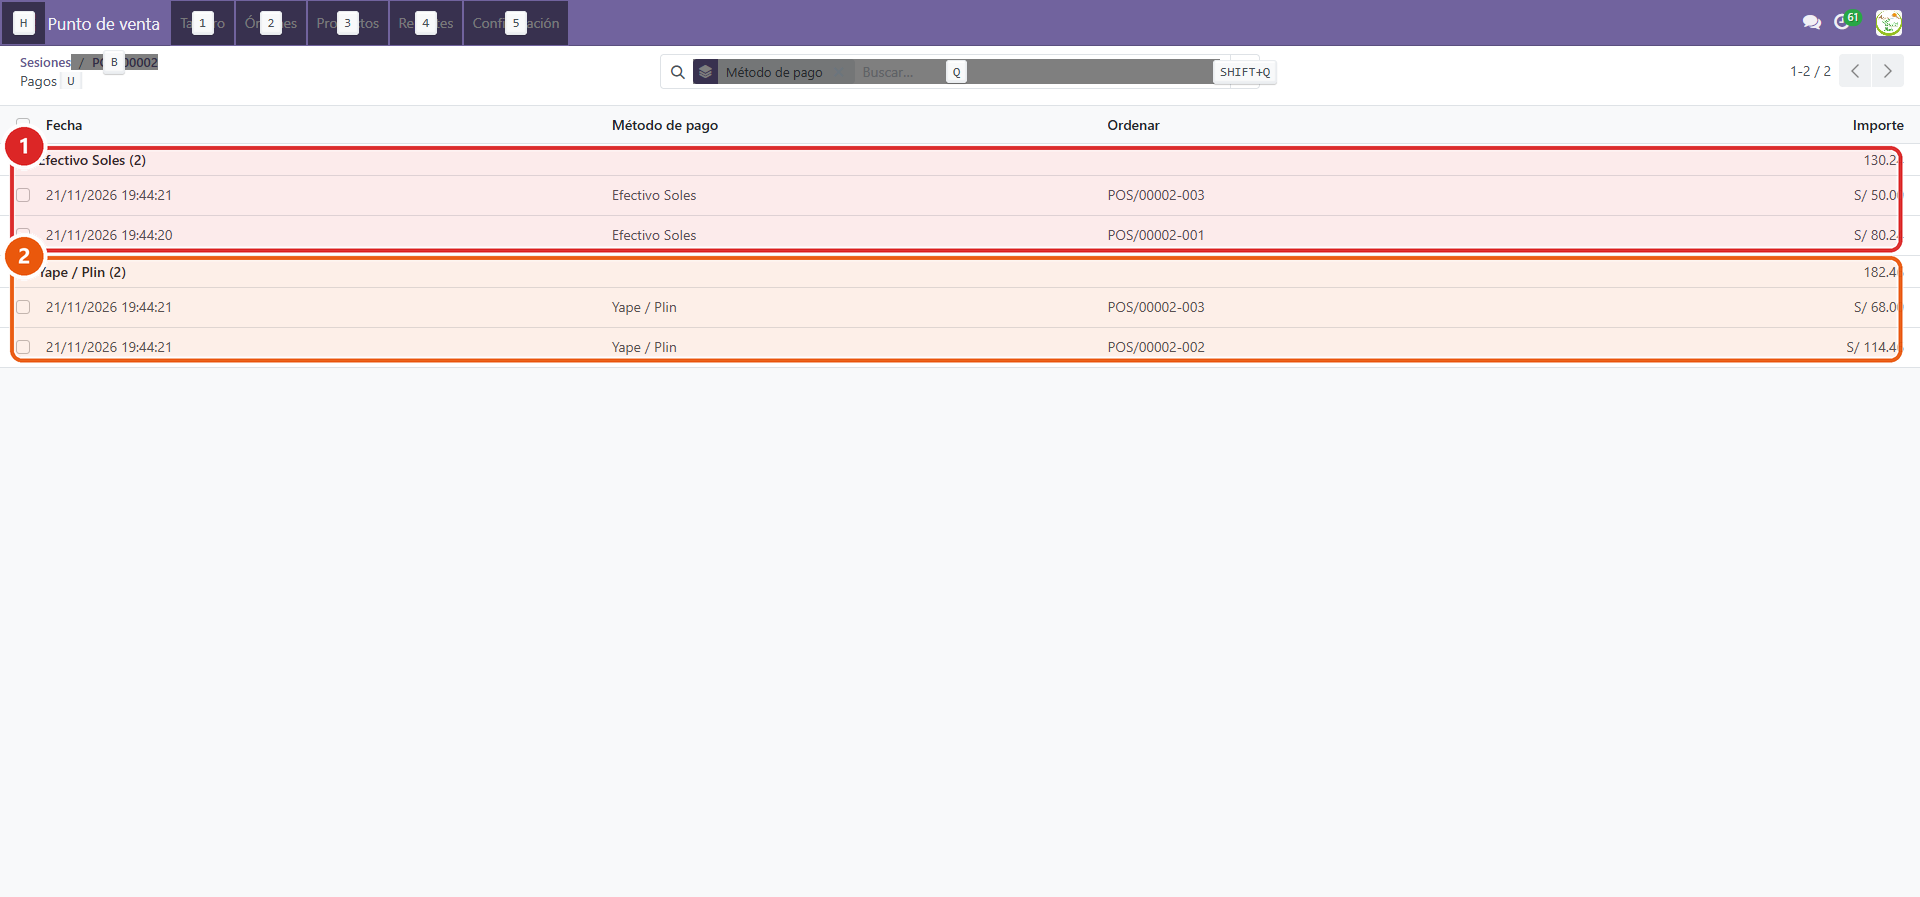 H Punto de venta 1 2 3 4 5 61
Sesiones / B 00002
Pagos U
Método de pago Buscar... Q SHIFT+Q
1-2 / 2
Fecha Método de pago Ordenar Importe
1
Efectivo Soles (2) 130.2
21/11/2026 19:44:21 Efectivo Soles POS/00002-003 S/ 50.0
21/11/2026 19:44:20 Efectivo Soles POS/00002-001 S/ 80.2
2
Yape / Plin (2) 182.4
21/11/2026 19:44:21 Yape / Plin POS/00002-003 S/ 68.0
21/11/2026 19:44:21 Yape / Plin POS/00002-002 S/ 114.4